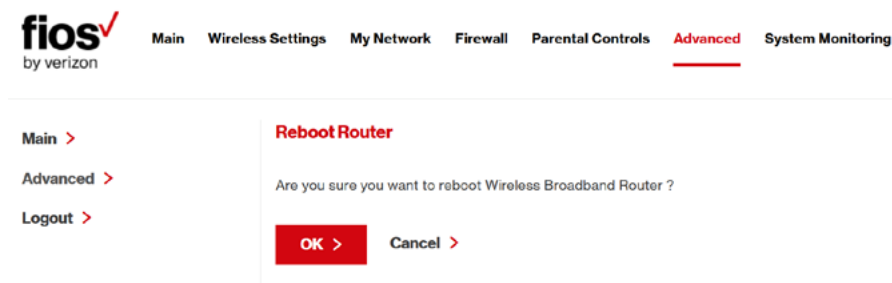 fios
by verizon
Main Wireless Settings My Network Firewall Parental Controls Advanced System Monitoring
Main >
Advanced >
Logout >
Reboot Router
Are you sure you want to reboot Wireless Broadband Router ?
OK > Cancel >